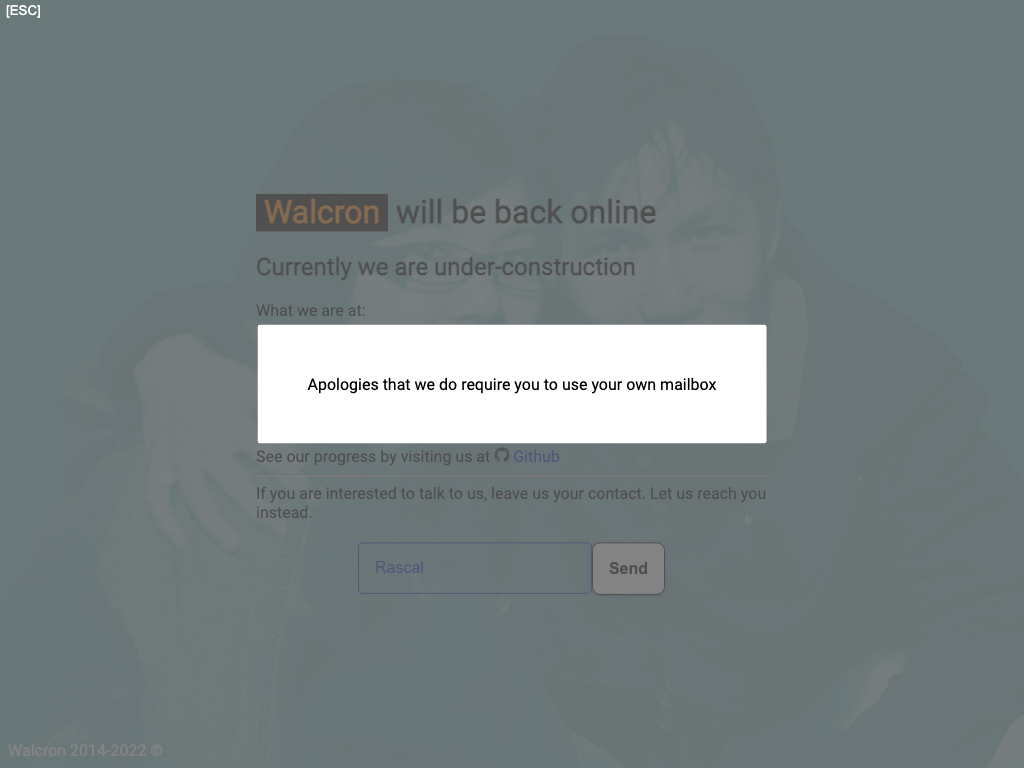 [ESC]
Walcron will be back online
Currently we are under-construction
What we are at:
Apologies that we do require you to use your own mailbox
See our progress by visiting us at Github
If you are interested to talk to us, leave us your contact. Let us reach you
instead.
Rascal
Send
Walcron 2014-2022 ©